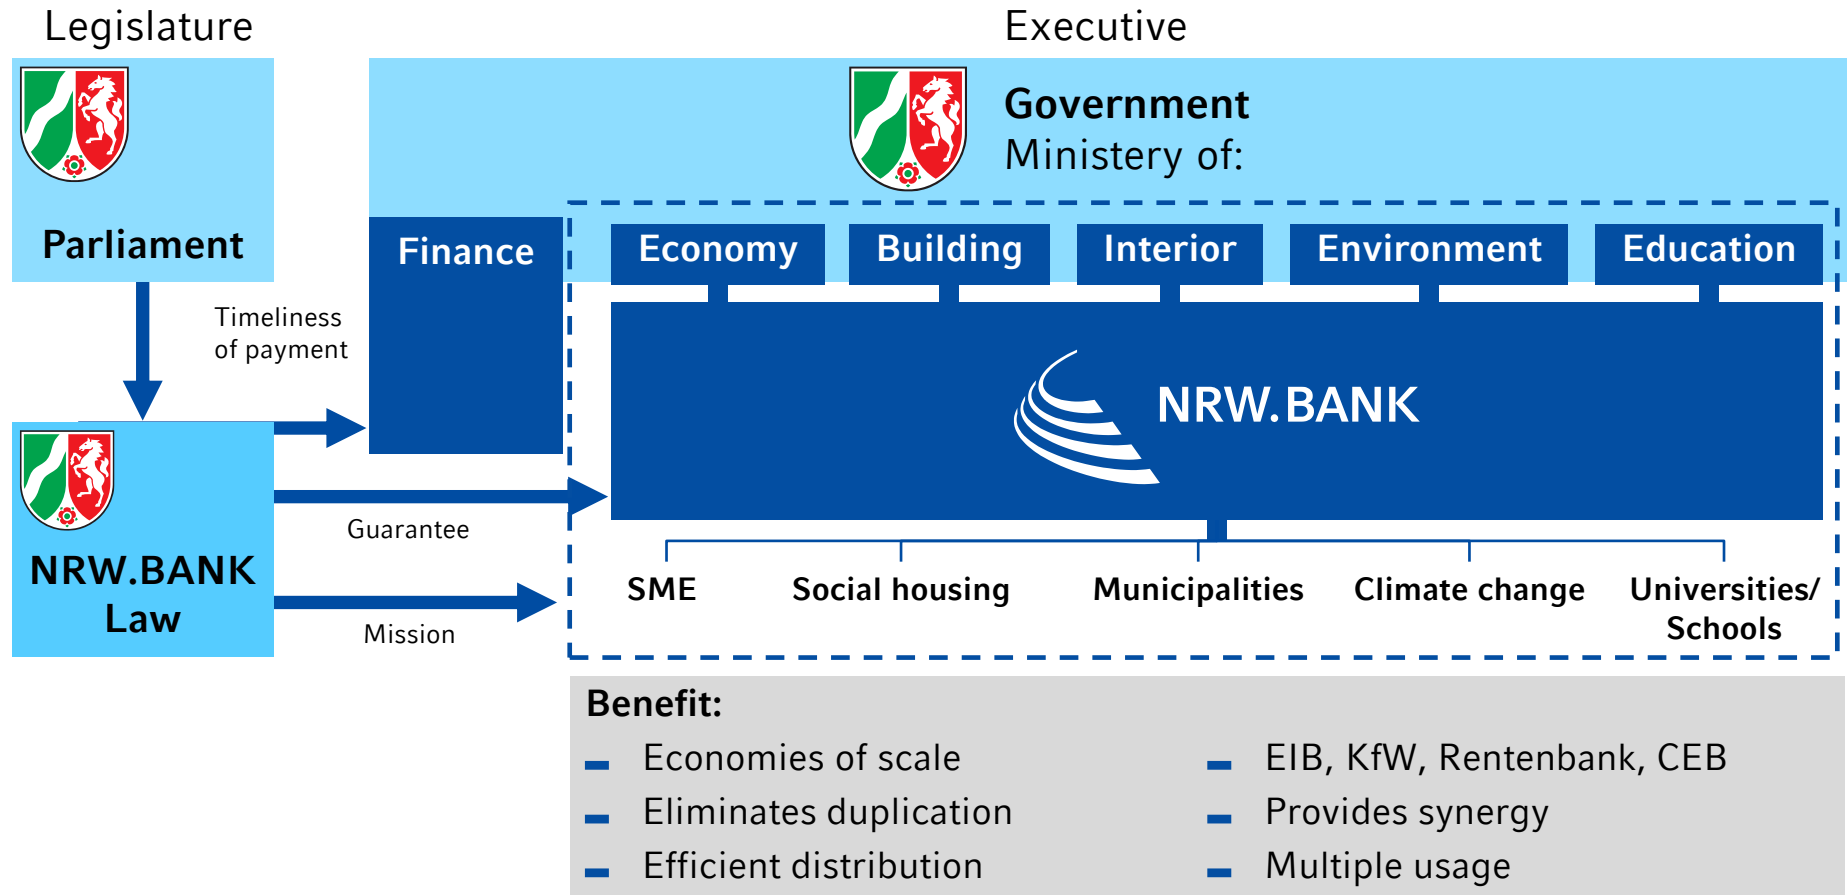 Legislature
Executive
Government
Ministery of:
Parliament
Finance
Economy
Building
Interior
Environment
Education
Timeliness
of payment
NRW.BANK
Guarantee
NRW.BANK
Law
Mission
SME
Social housing
Municipalities
Climate change
Universities/
Schools
Benefit:
Economies of scale
Eliminates duplication
Efficient distribution
EIB, KfW, Rentenbank, CEB
Provides synergy
Multiple usage